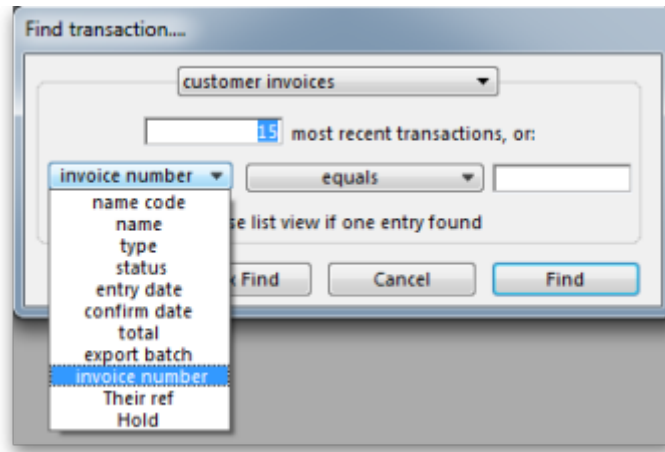 Find transaction....
customer invoices
15 most recent transactions, or:
invoice number equals
name code
name
se list view if one entry found
type
status
entry date
Find Cancel Find
confirm date
total
export batch
invoice number
Their ref
Hold